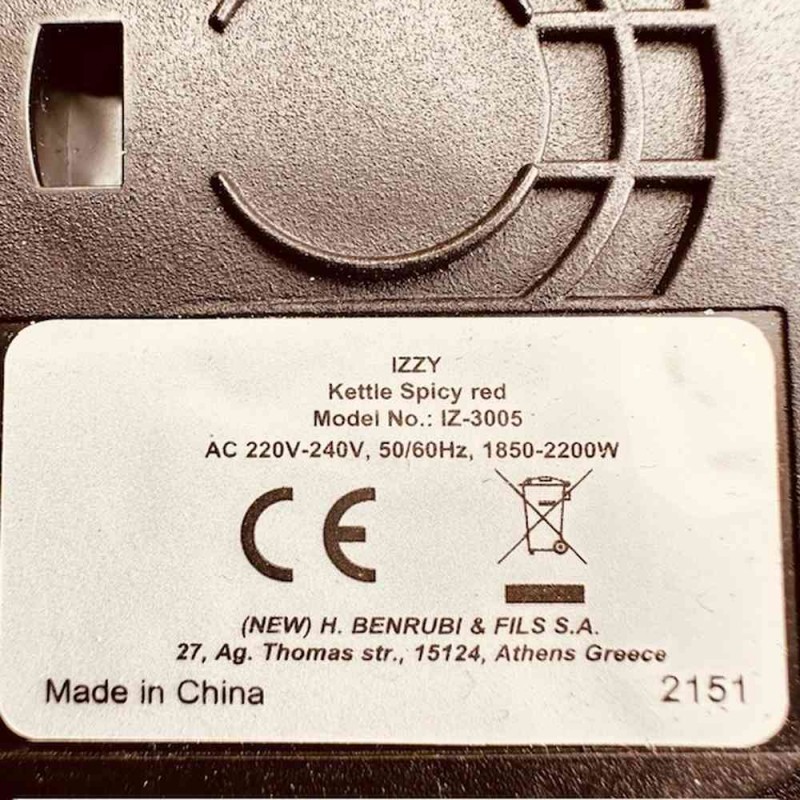 IZZY
Kettle Spicy red
Model No.: IZ-3005
AC 220V-240V, 50/60Hz, 1850-2200W
CE
(NEW) H. BENRUBI & FILS S.A.
27, Ag. Thomas str., 15124, Athens Greece
Made in China 2151